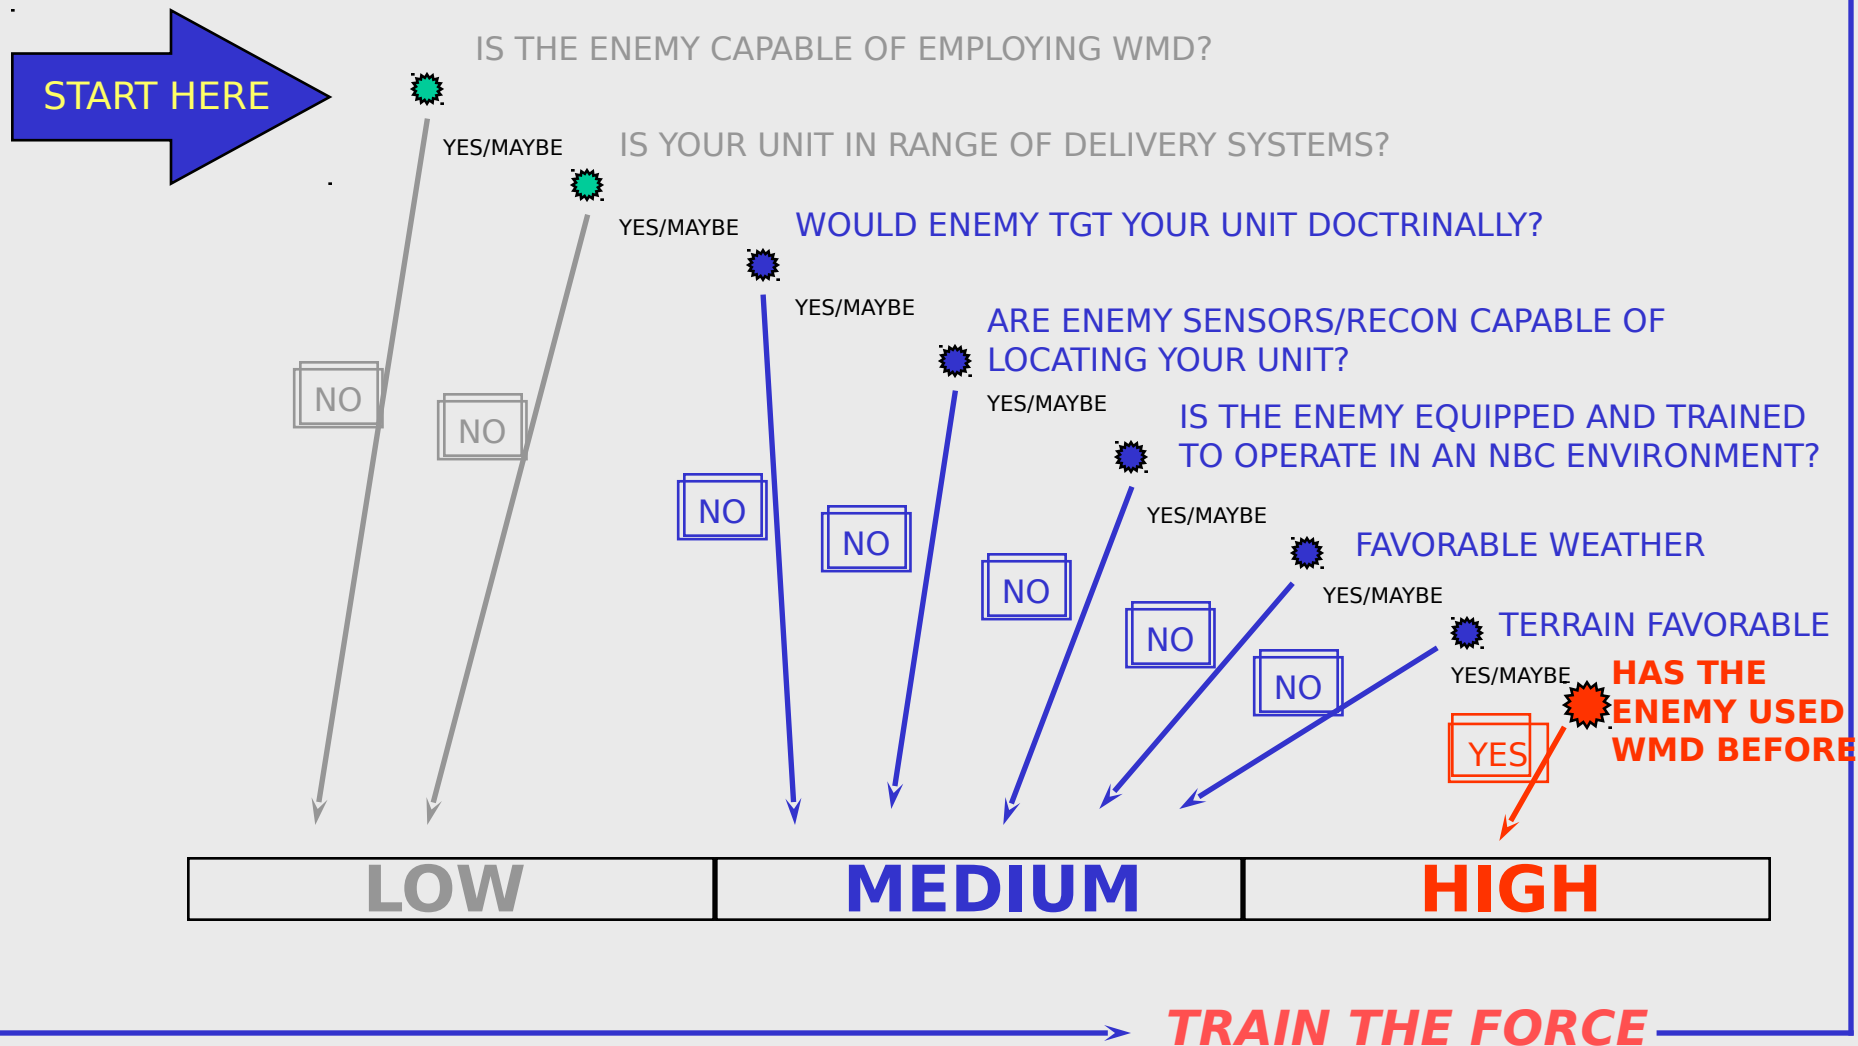 START HERE
IS THE ENEMY CAPABLE OF EMPLOYING WMD?
YES/MAYBE
IS YOUR UNIT IN RANGE OF DELIVERY SYSTEMS?
YES/MAYBE
WOULD ENEMY TGT YOUR UNIT DOCTRINALLY?
YES/MAYBE
ARE ENEMY SENSORS/RECON CAPABLE OF
LOCATING YOUR UNIT?
YES/MAYBE
IS THE ENEMY EQUIPPED AND TRAINED
TO OPERATE IN AN NBC ENVIRONMENT?
YES/MAYBE
FAVORABLE WEATHER
YES/MAYBE
TERRAIN FAVORABLE
YES/MAYBE
HAS THE
ENEMY USED
WMD BEFORE
NO
NO
NO
NO
NO
NO
NO
YES
LOW
MEDIUM
HIGH
TRAIN THE FORCE